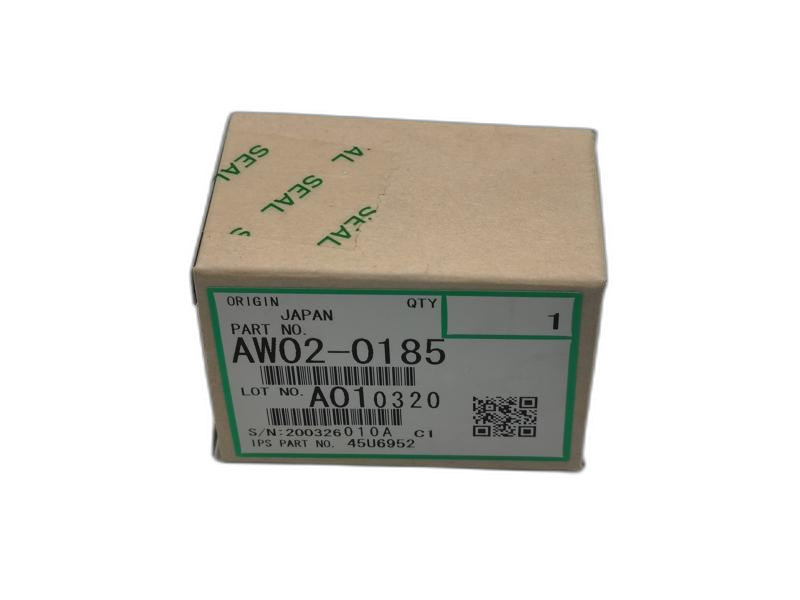 SEAL
AL
SEAL
S
SEAL
ORIGIN
JAPAN
QTY
1
PART NO.
AW02-0185
LOT NO. A010320
S/N:200326010A C1
IPS PART NO. 45U6952